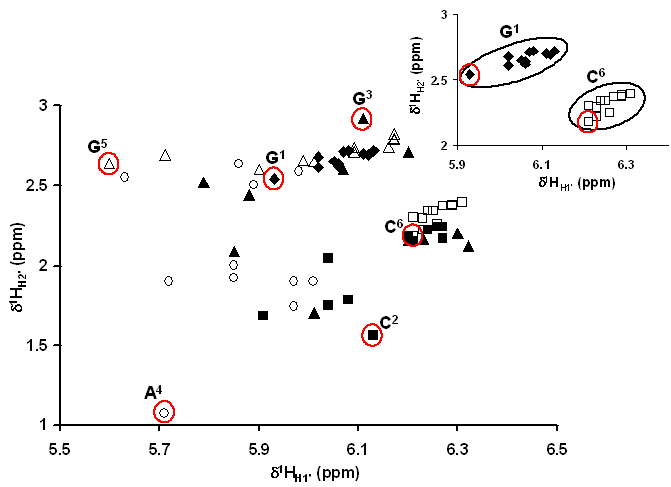 3
2.5
2
1.5
1
5.5 5.7 5.9 6.1 6.3 6.5
δ¹H_H1' (ppm)
δ¹H_H2' (ppm)
G⁵
G³
G¹
C⁶
C²
A⁴
3
2.5
2
5.9 6.1 6.3
δ¹H_H1' (ppm)
δ¹H_H2' (ppm)
G¹
C⁶